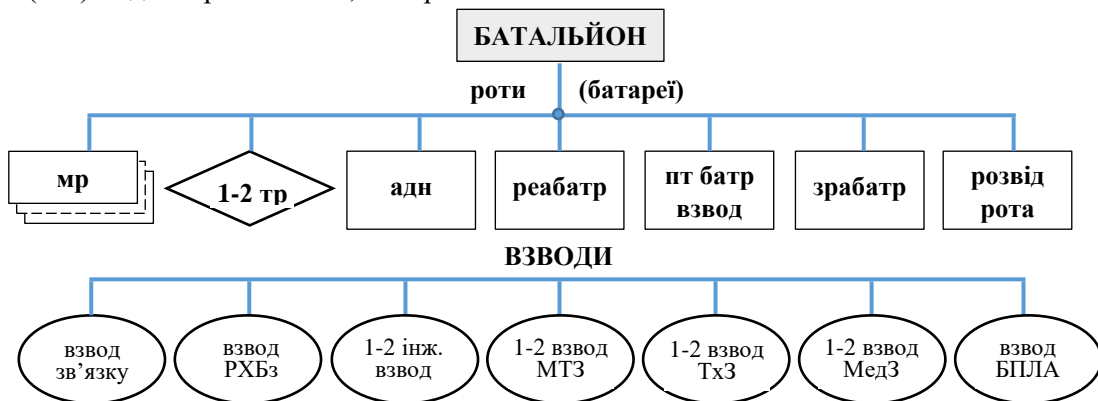 БАТАЛЬЙОН
роти (батареї)
мр
1-2 тр
адн
реабатр
пт батр
взвод
зрабатр
розвід
рота
ВЗВОДИ
взвод
зв’язку
взвод
РХБз
1-2 інж.
взвод
1-2 взвод
МТЗ
1-2 взвод
ТхЗ
1-2 взвод
МедЗ
взвод
БПЛА